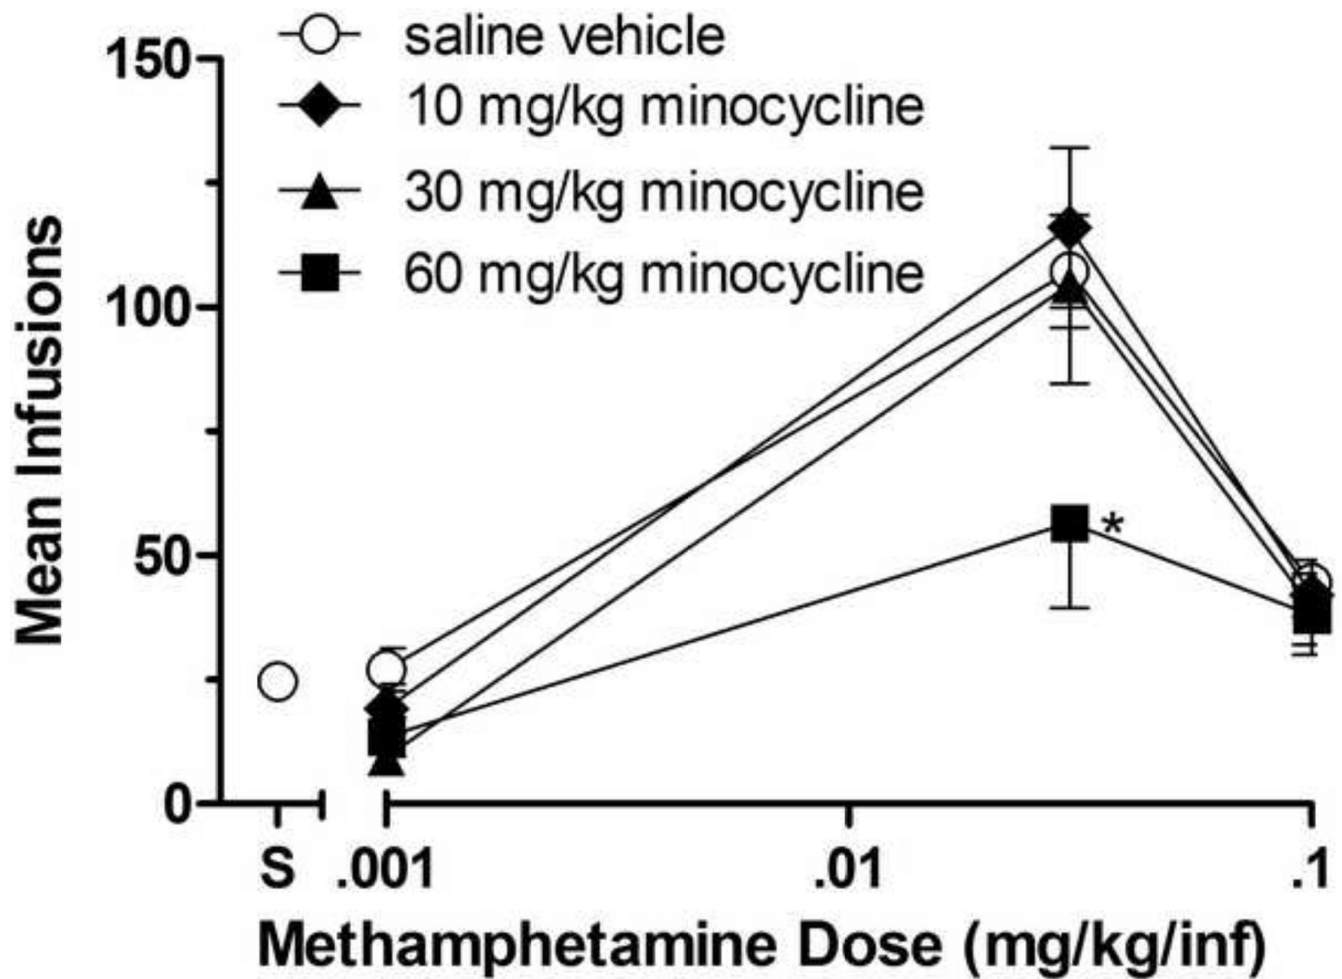 saline vehicle
10 mg/kg minocycline
30 mg/kg minocycline
60 mg/kg minocycline
Mean Infusions
150
100
50
0
*
S .001 .01 .1
Methamphetamine Dose (mg/kg/inf)